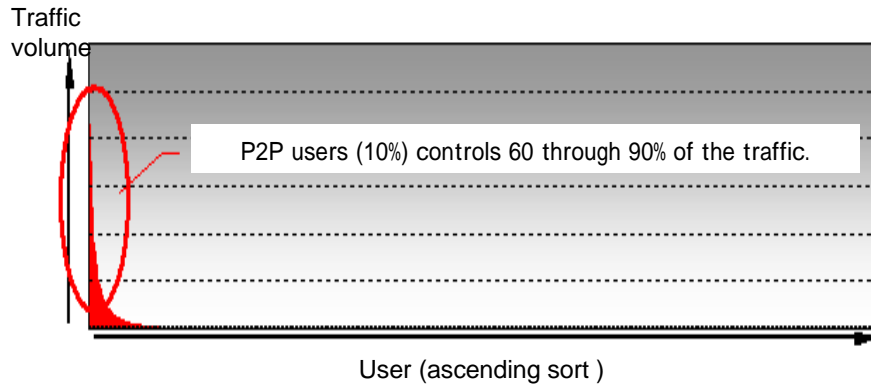 Traffic
volume
P2P users (10%) controls 60 through 90% of the traffic.
User (ascending sort )